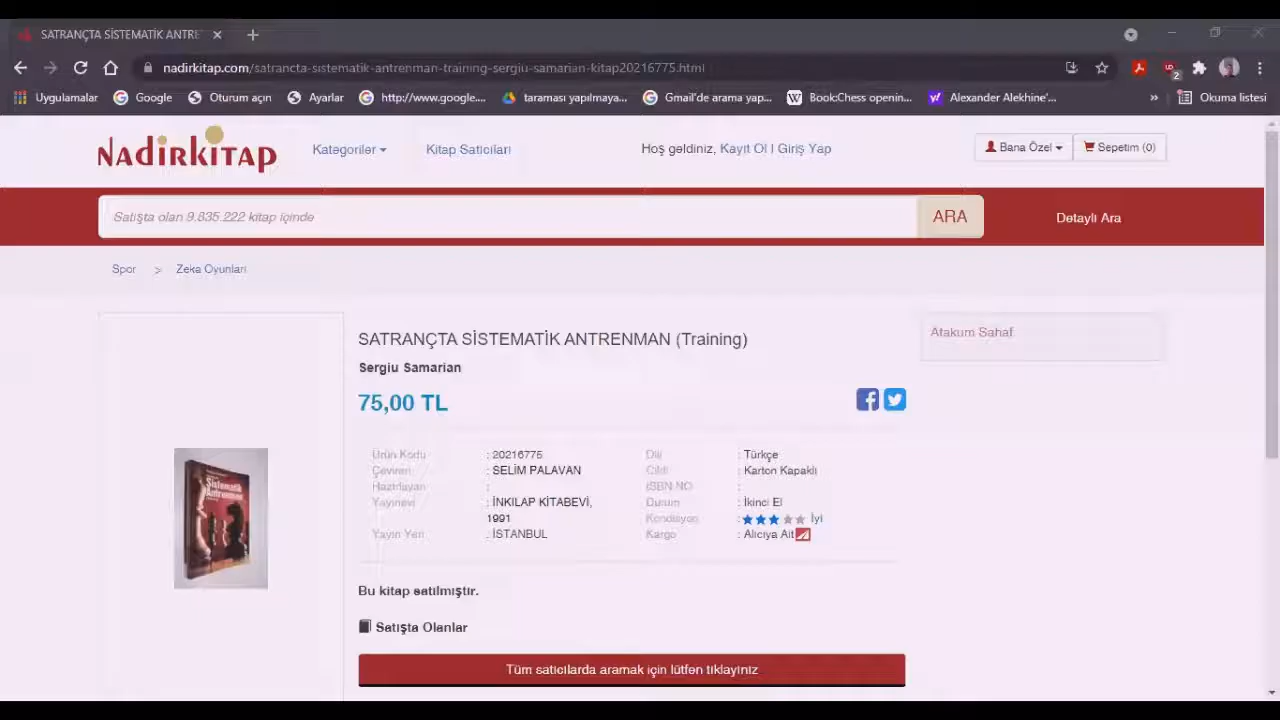 SATRANÇTA SİSTEMATİK ANTRE
nadirkitap.com/satrancta-sistematik-antrenman-training-sergiu-samarian-kitap20216775.html
2
Uygulamalar Google Oturum açın Ayarlar http://www.google.... taraması yapılmaya... Gmail'de arama yap... Book:Chess openin... Alexander Alekhine'... » Okuma listesi
NADİRKİTAP
Kategoriler Kitap Satıcıları Hoş geldiniz, Kayıt Ol | Giriş Yap Bana Özel Sepetim (0)
Satışta olan 9.835.222 kitap içinde ARA Detaylı Ara
Spor > Zeka Oyunları
SATRANÇTA SİSTEMATİK ANTRENMAN (Training)
Atakum Sahaf
Sergiu Samarian
75,00 TL
Ürün Kodu : 20216775 Dili : Türkçe
Çeviren : SELİM PALAVAN Cildi : Karton Kapaklı
Hazırlayan : ISBN NO :
Yayınevi : İNKILAP KİTABEVİ, Durum : İkinci El
1991 Kondisyon : İyi
Yayın Yeri : İSTANBUL Kargo : Alıcıya Ait
Sistematik
Antrenman
Bu kitap satılmıştır.
Satışta Olanlar
Tüm satıcılarda aramak için lütfen tıklayınız